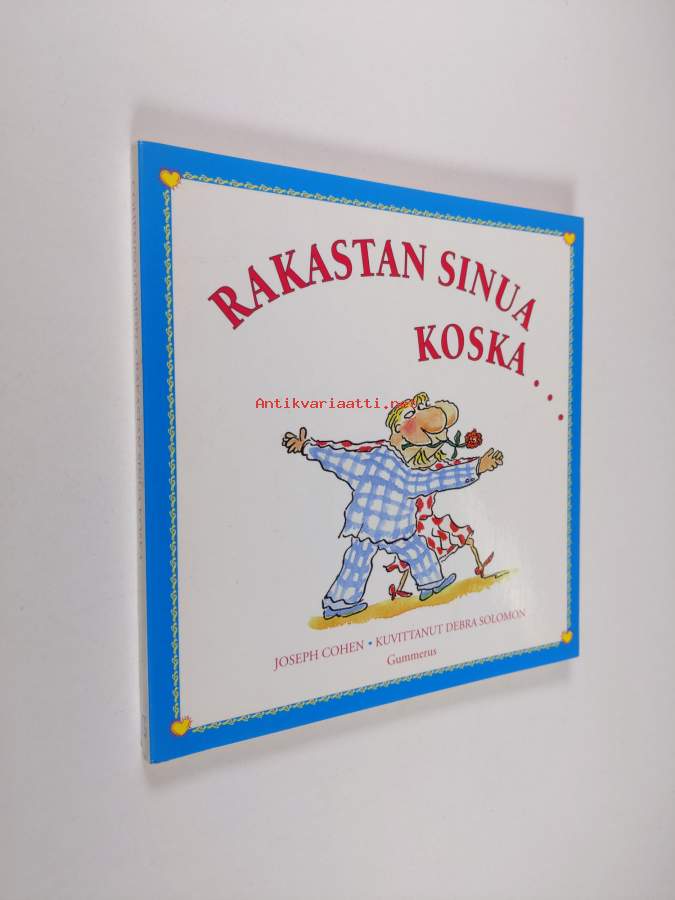 RAKASTAN SINUA
KOSKA...
Antikvariaatti.net
JOSEPH COHEN • KUVITTANUT DEBRA SOLOMON
Gummerus